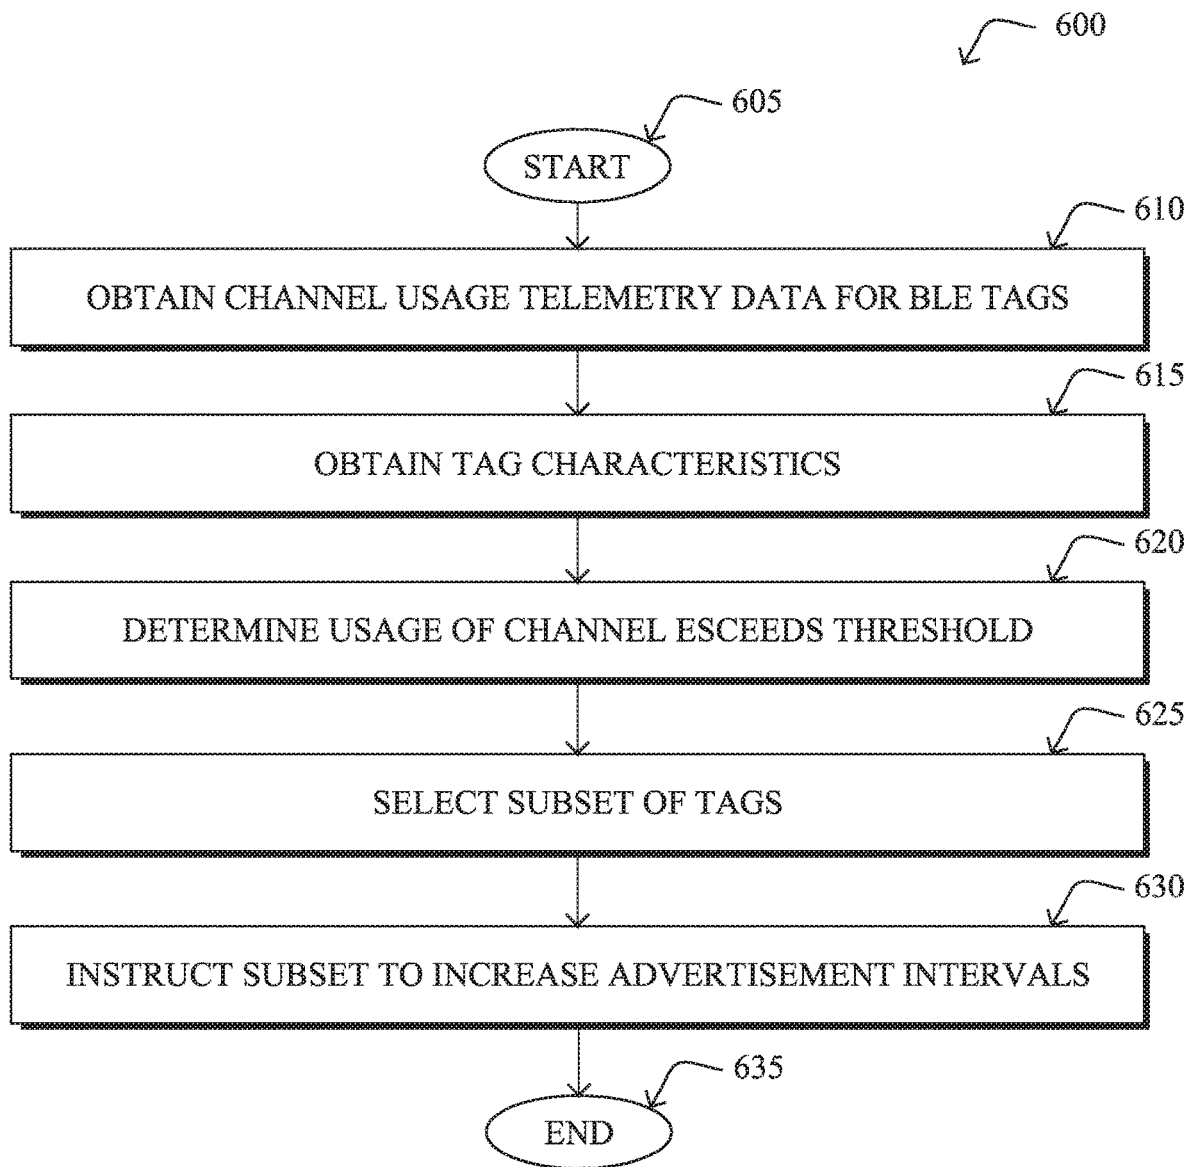 600
605
START
610
OBTAIN CHANNEL USAGE TELEMETRY DATA FOR BLE TAGS
615
OBTAIN TAG CHARACTERISTICS
620
DETERMINE USAGE OF CHANNEL ESCEEDS THRESHOLD
625
SELECT SUBSET OF TAGS
630
INSTRUCT SUBSET TO INCREASE ADVERTISEMENT INTERVALS
635
END